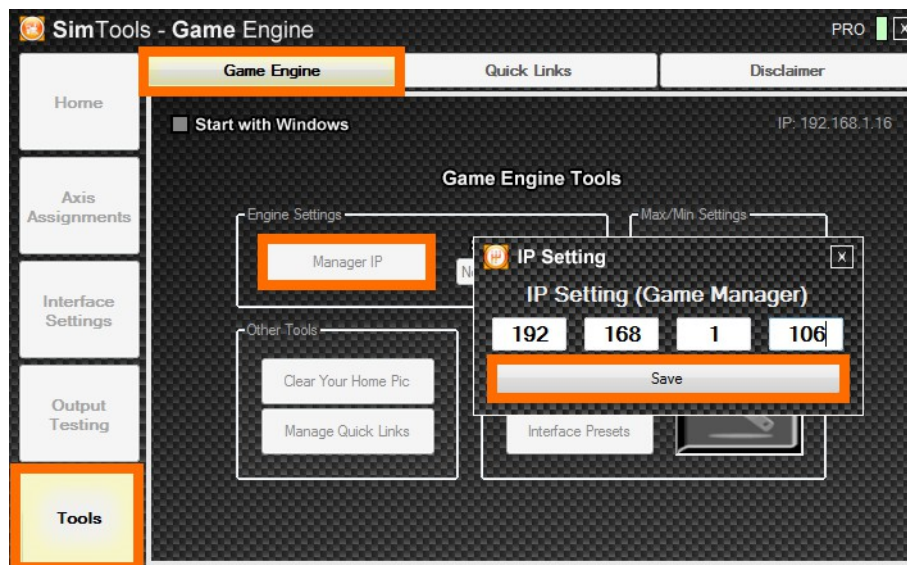 SimTools - Game Engine
PRO
X
Game Engine
Quick Links
Disclaimer
Home
Start with Windows
IP: 192.168.1.16
Game Engine Tools
Axis
Assignments
Engine Settings
Max/Min Settings
Manager IP
IP Setting
X
IP Setting (Game Manager)
192 168 1 106
Save
Interface
Settings
Other Tools
Clear Your Home Pic
Manage Quick Links
Interface Presets
Output
Testing
Tools